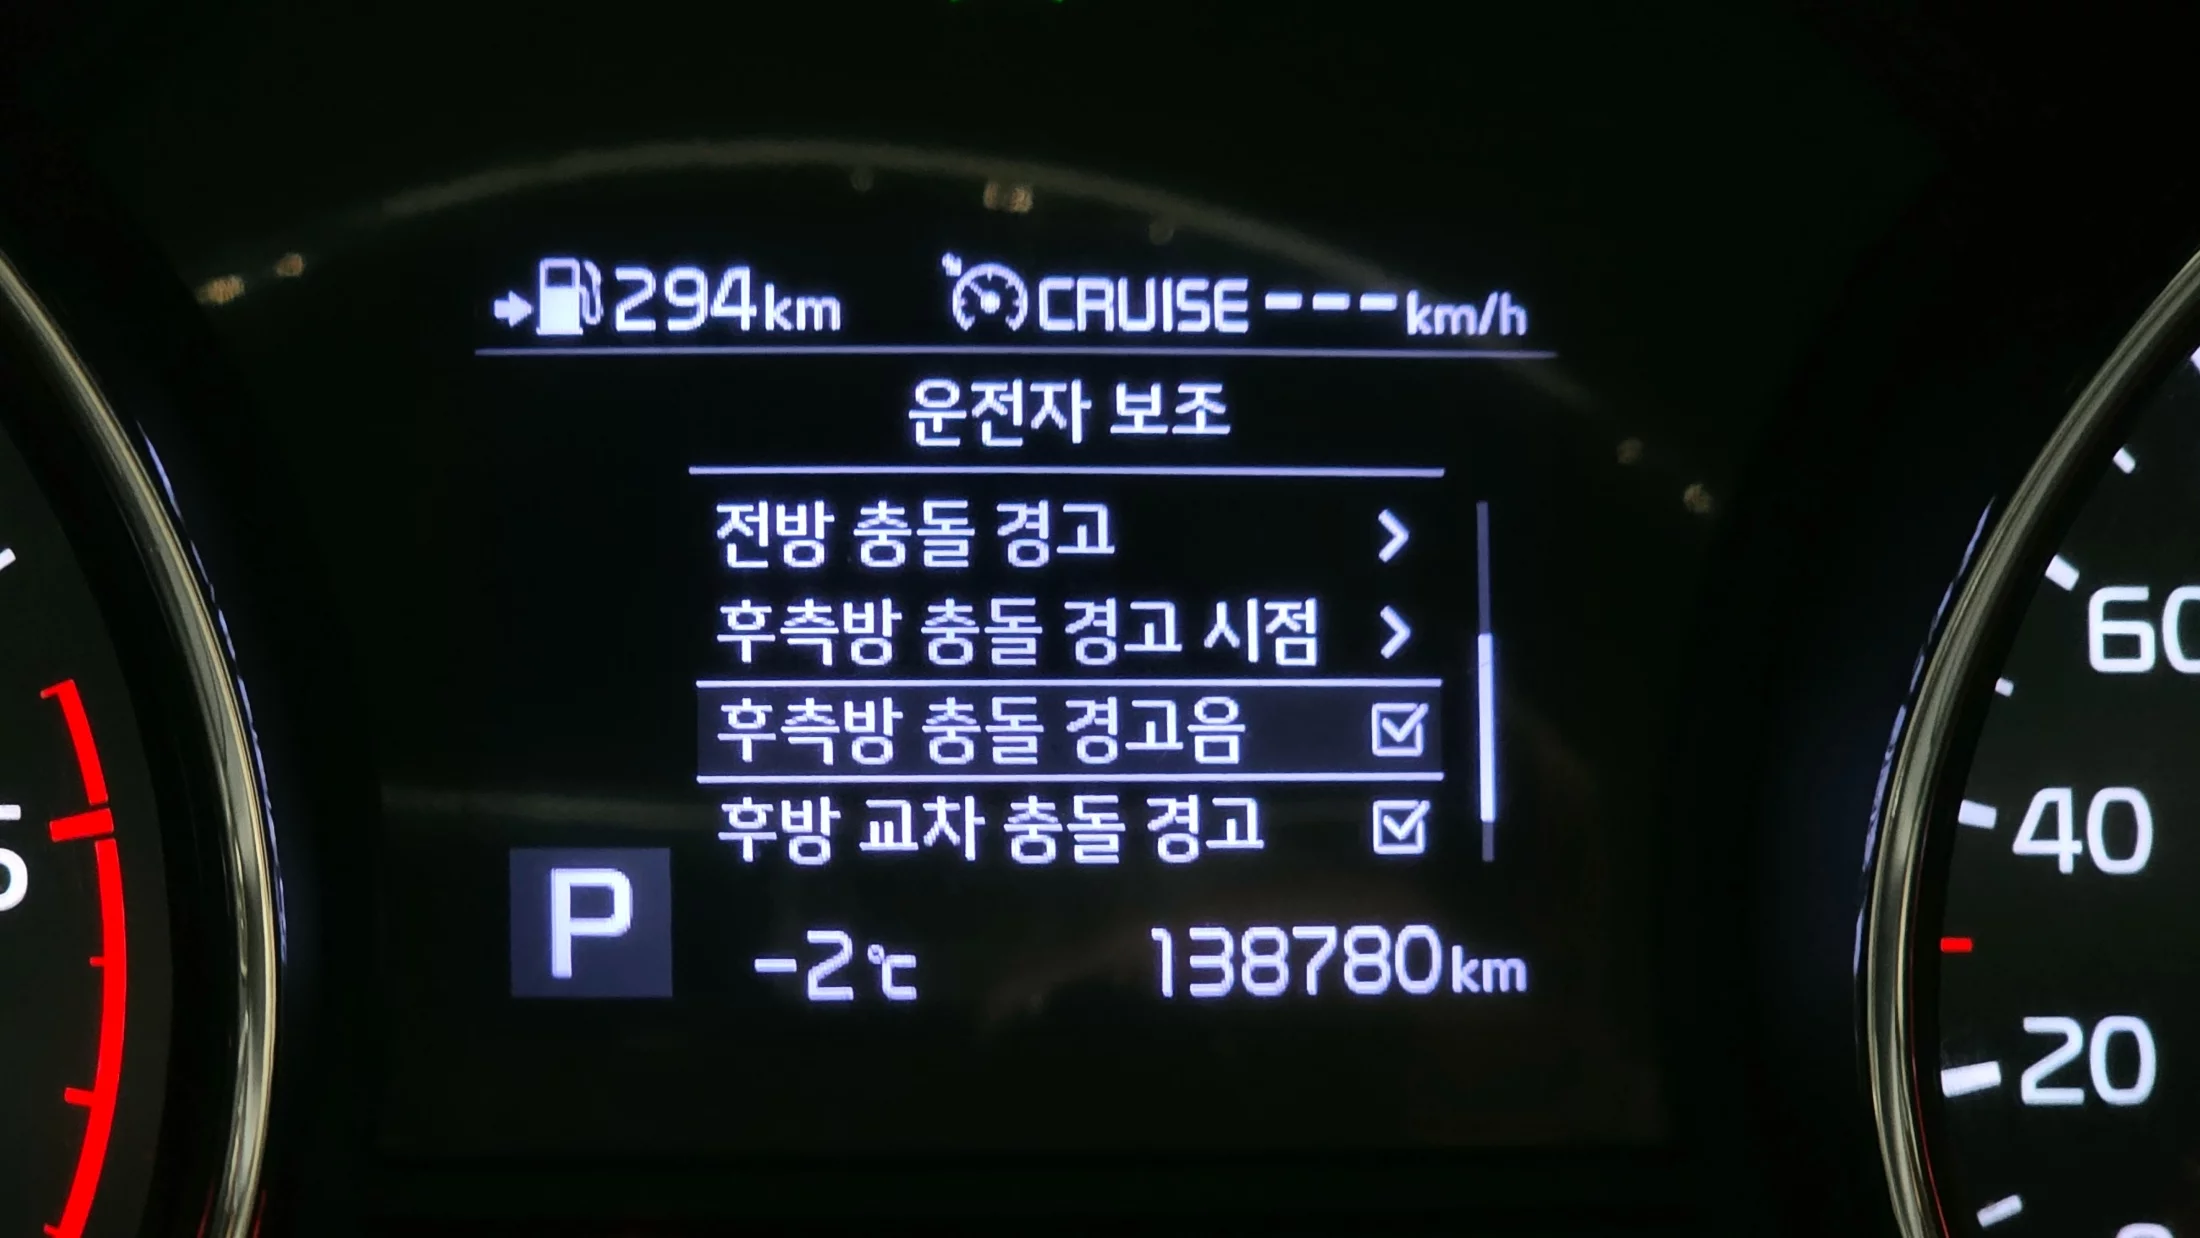 294km CRUISE---km/h
운전자 보조
전방 충돌 경고 >
후측방 충돌 경고 시점 >
후측방 충돌 경고음
후방 교차 충돌 경고
P -2℃ 138780km
60
40
20